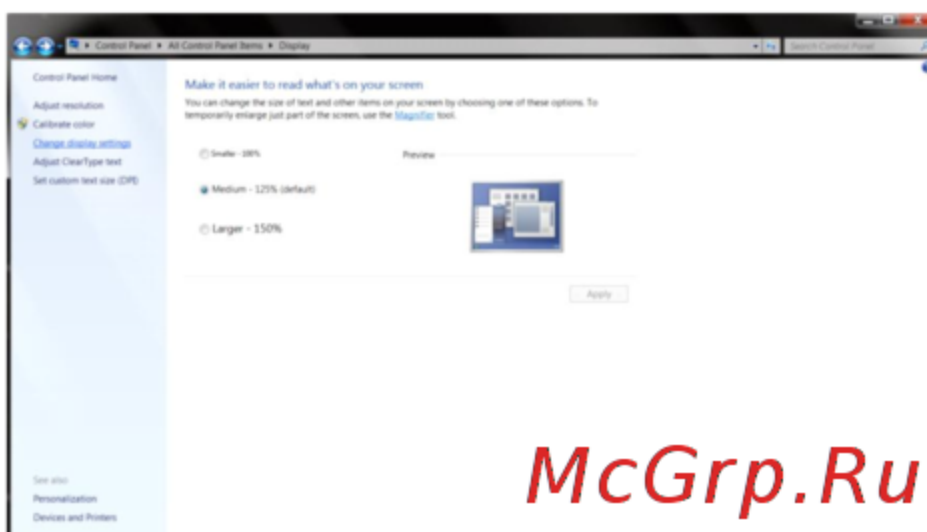 Control Panel ▸ All Control Panel Items ▸ Display
Search Control Panel
Control Panel Home
Adjust resolution
Calibrate color
Change display settings
Adjust ClearType text
Set custom text size (DPI)
Make it easier to read what's on your screen
You can change the size of text and other items on your screen by choosing one of these options. To
temporarily enlarge just part of the screen, use the Magnifier tool.
Smaller - 100%
Preview
Medium - 125% (default)
Larger - 150%
Apply
See also
Personalization
Devices and Printers
McGrp.Ru